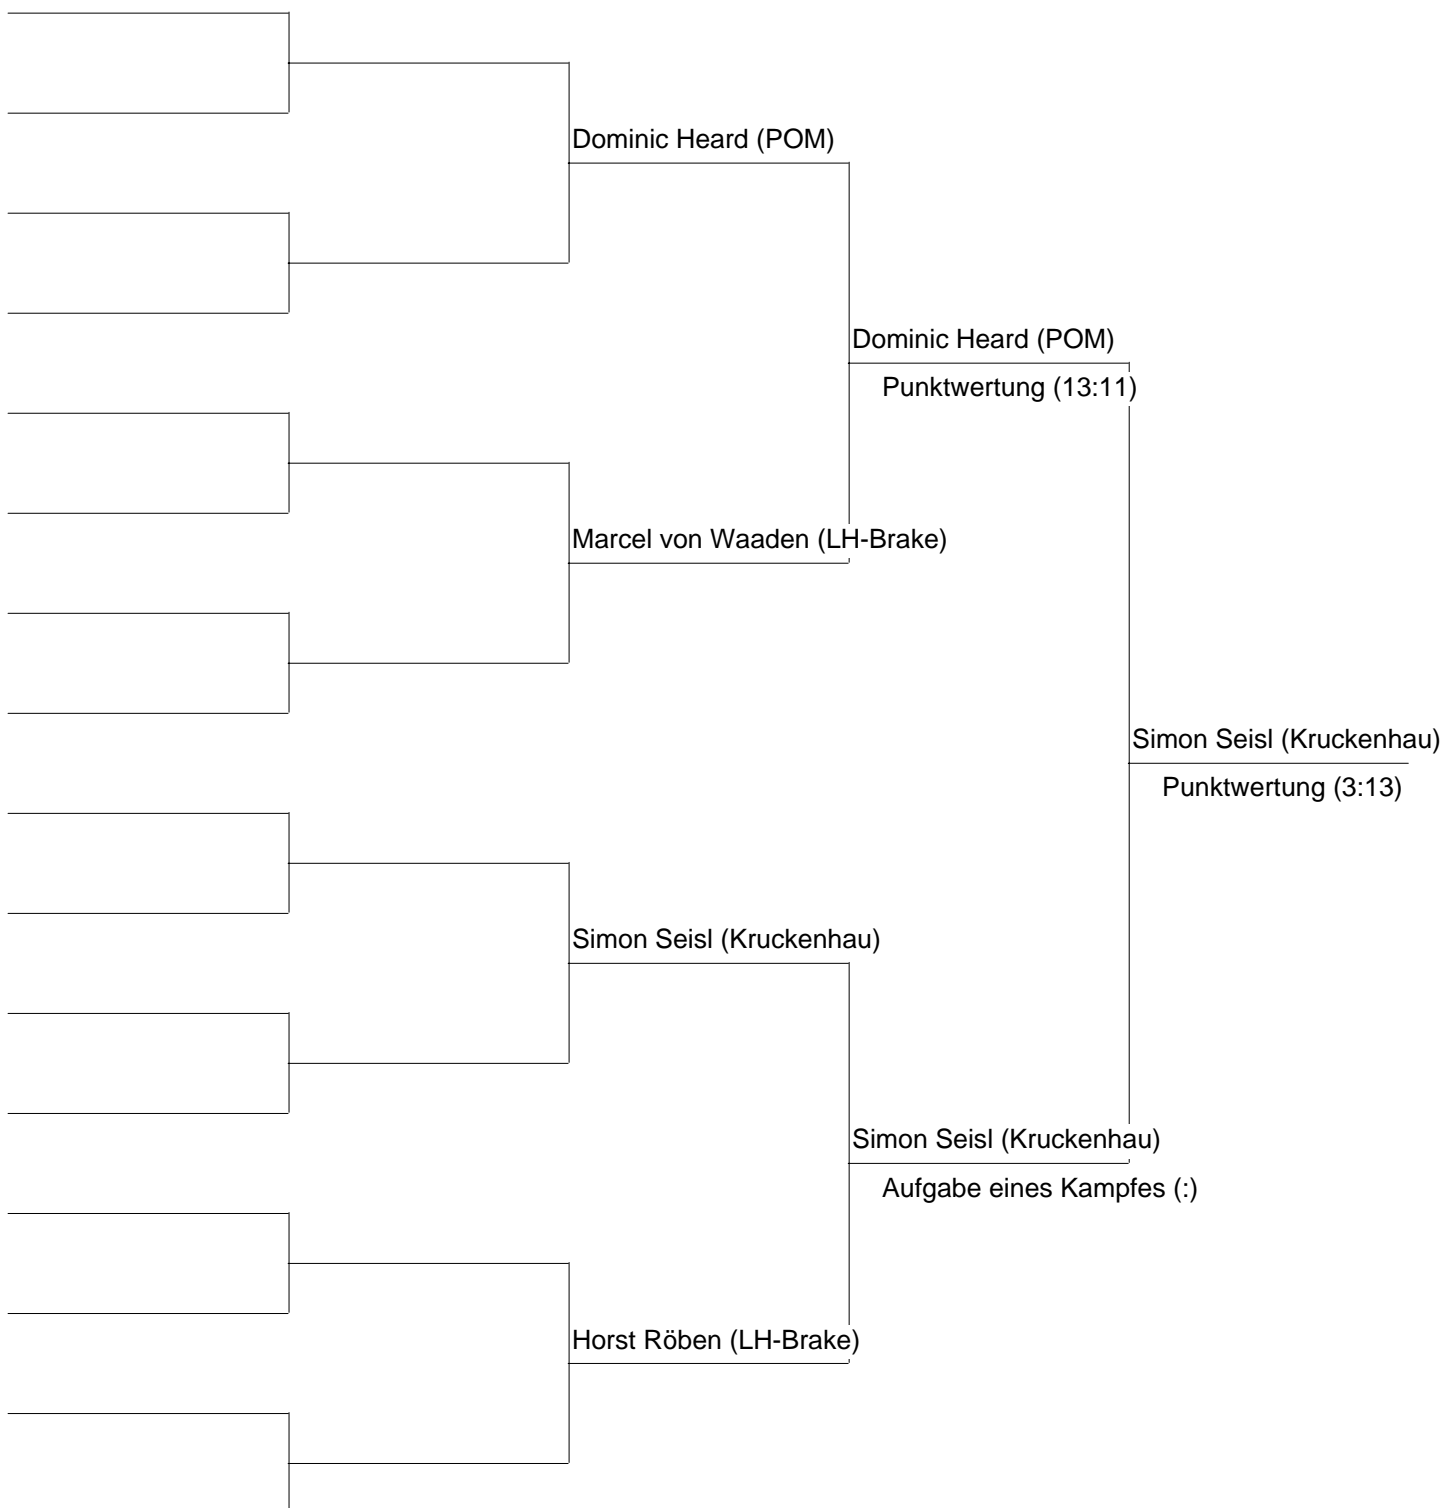 Dominic Heard (POM)
Dominic Heard (POM)
Punktwertung (13:11)
Marcel von Waaden (LH-Brake)
Simon Seisl (Kruckenhau)
Punktwertung (3:13)
Simon Seisl (Kruckenhau)
Simon Seisl (Kruckenhau)
Aufgabe eines Kampfes (:)
Horst Röben (LH-Brake)